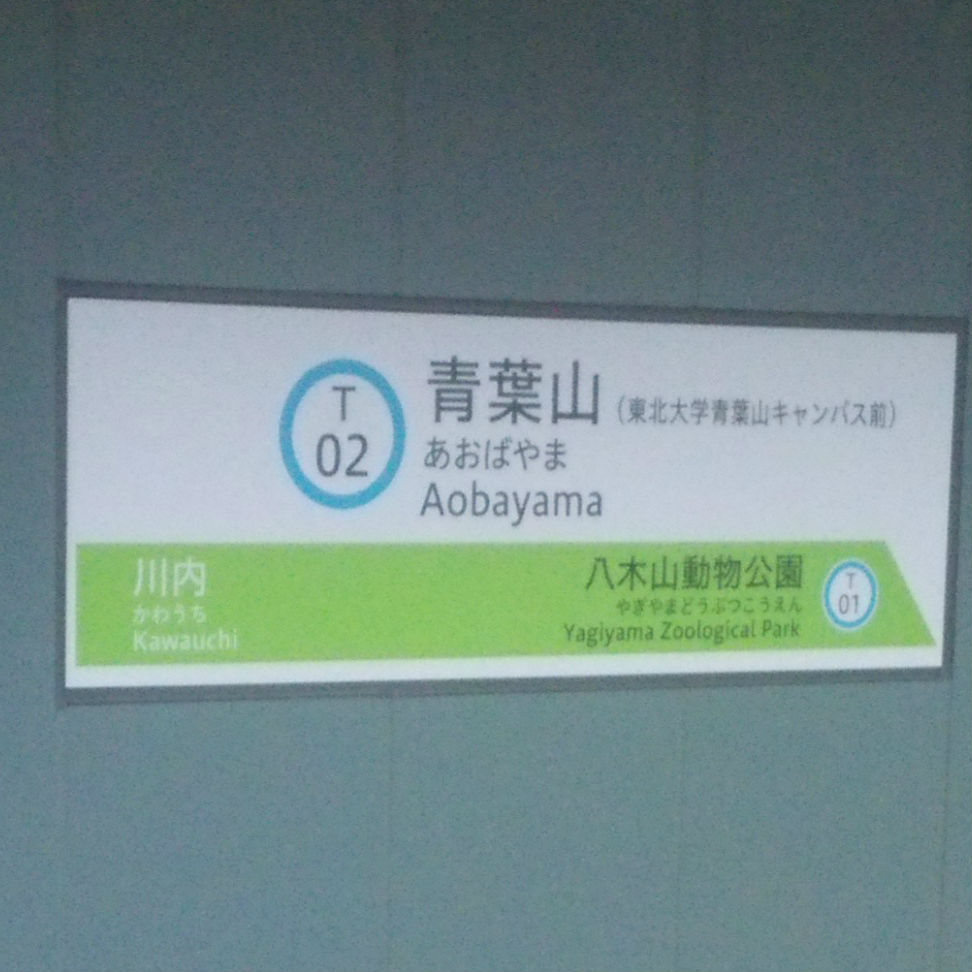 T
02
青葉山
(東北大学青葉山キャンパス前)
あおばやま
Aobayama
川内
かわうち
Kawauchi
八木山動物公園
やぎやまどうぶつこうえん
Yagiyama Zoological Park
T
01